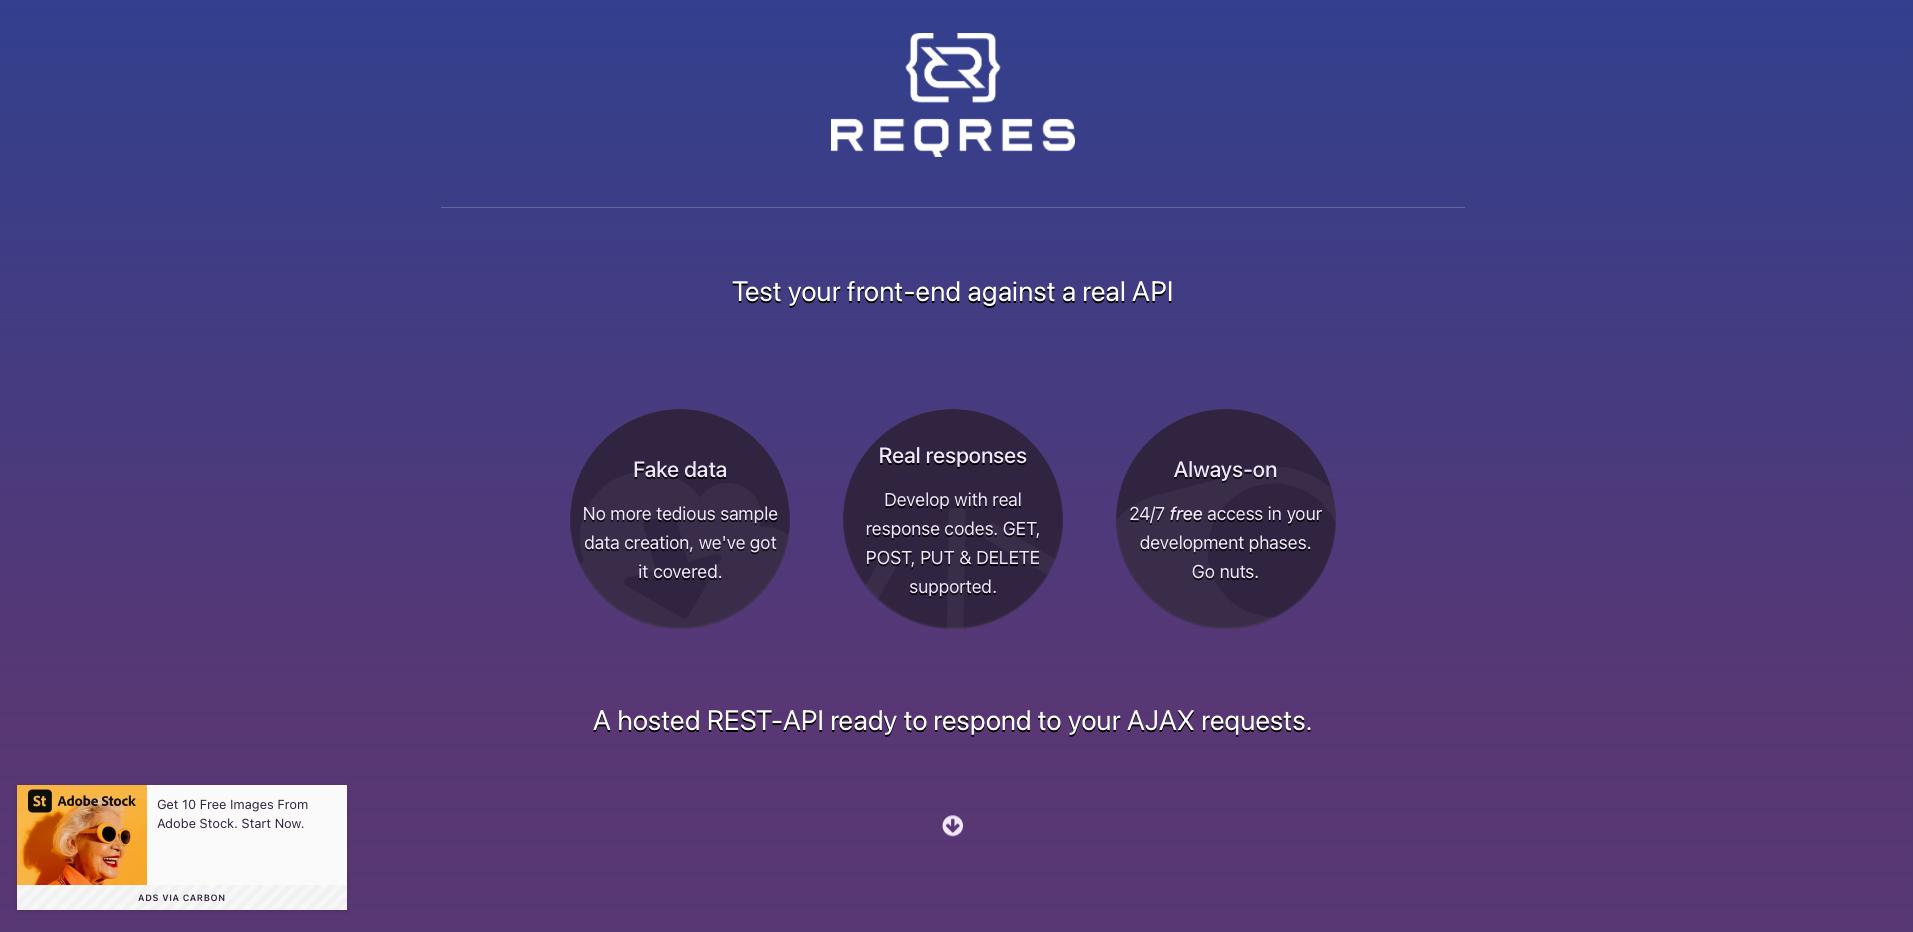 REQRES
Test your front-end against a real API
Fake data
No more tedious sample
data creation, we've got
it covered.
Real responses
Develop with real
response codes. GET,
POST, PUT & DELETE
supported.
Always-on
24/7 free access in your
development phases.
Go nuts.
A hosted REST-API ready to respond to your AJAX requests.
St Adobe Stock
Get 10 Free Images From
Adobe Stock. Start Now.
ADS VIA CARBON